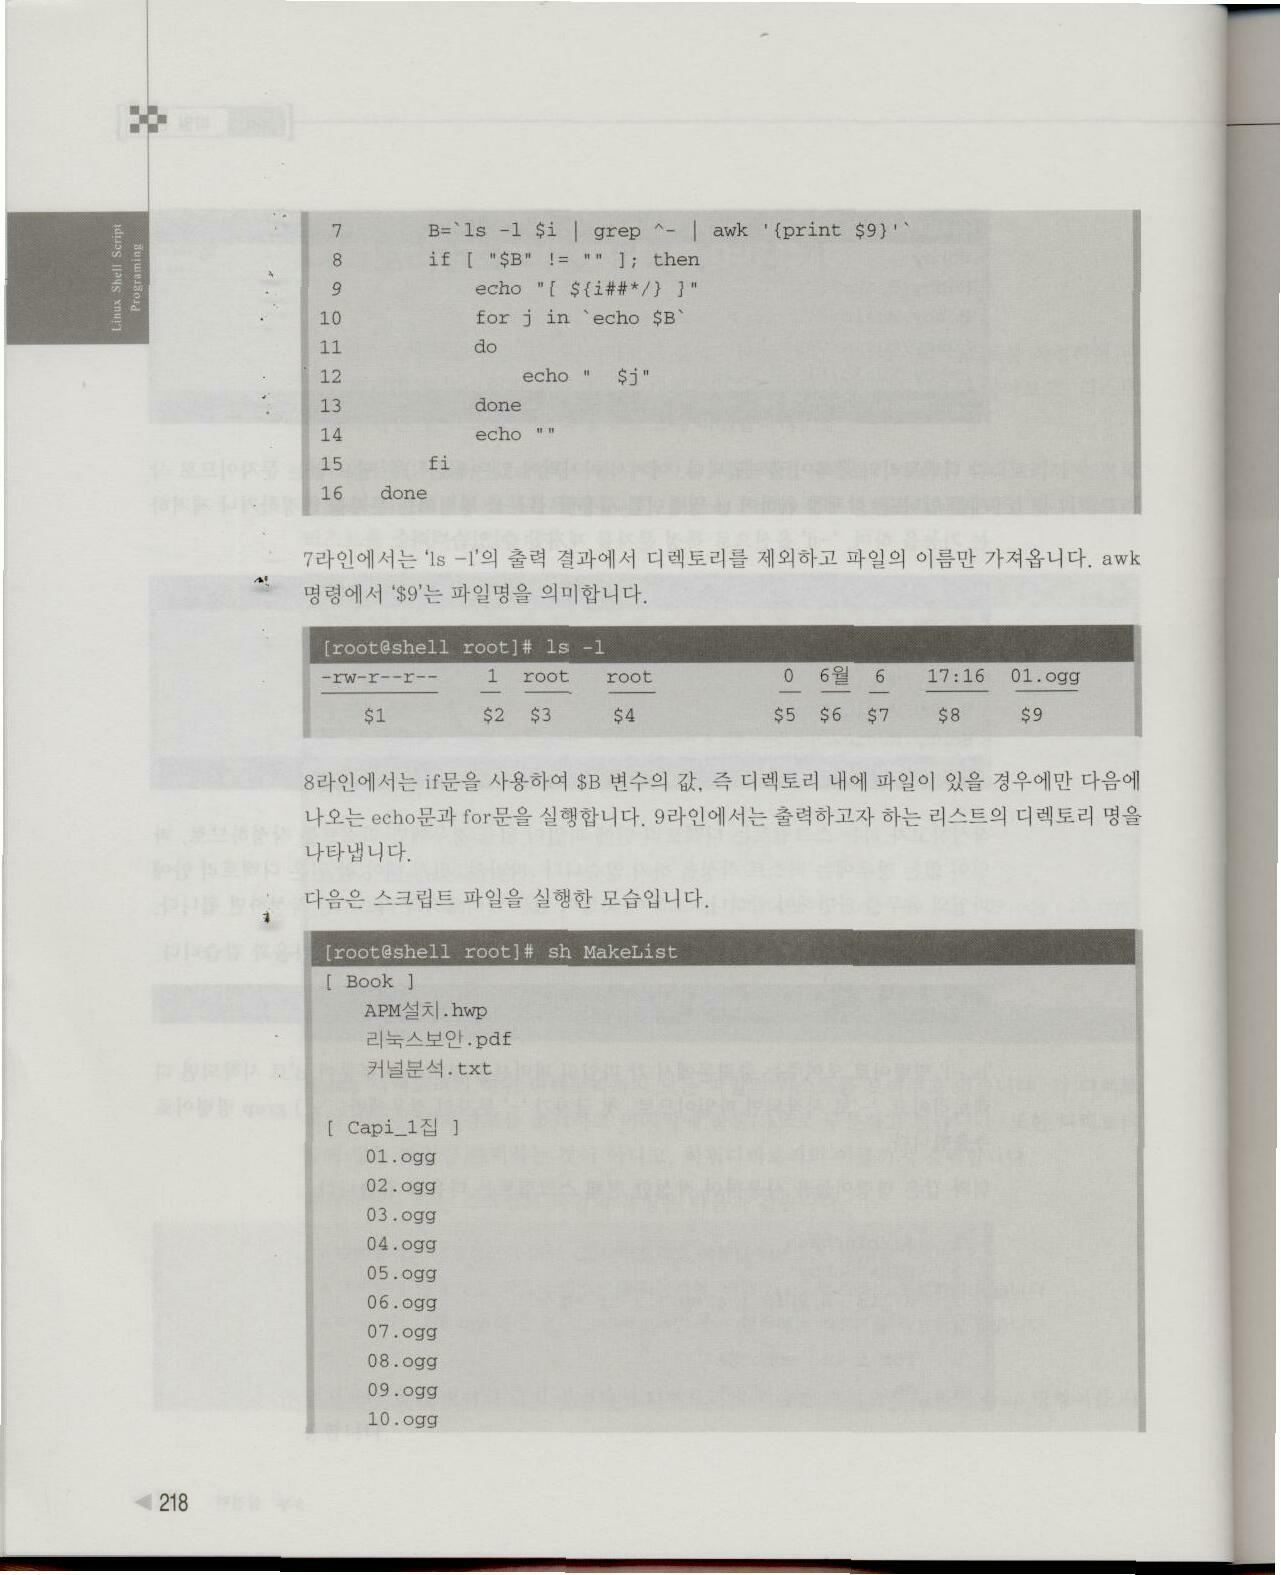 Linux Shell Script
Programing
7 B=`ls -l $i | grep ^- | awk '{print $9}'`
8 if [ "$B" != "" ]; then
9 echo "[ ${i##*/} ]"
10 for j in `echo $B`
11 do
12 echo "  $j"
13 done
14 echo ""
15 fi
16 done
7라인에서는 ‘ls –l’의 출력 결과에서 디렉토리를 제외하고 파일의 이름만 가져옵니다. awk
명령에서 ‘$9’는 파일명을 의미합니다.
[root@shell root]# ls -l
-rw-r--r-- 1 root root 0 6월 6 17:16 01.ogg
$1 $2 $3 $4 $5 $6 $7 $8 $9
8라인에서는 if문을 사용하여 $B 변수의 값, 즉 디렉토리 내에 파일이 있을 경우에만 다음에
나오는 echo문과 for문을 실행합니다. 9라인에서는 출력하고자 하는 리스트의 디렉토리 명을
나타냅니다.
다음은 스크립트 파일을 실행한 모습입니다.
[root@shell root]# sh MakeList
[ Book ]
APM설치.hwp
리눅스보안.pdf
커널분석.txt
[ Capi_1집 ]
01.ogg
02.ogg
03.ogg
04.ogg
05.ogg
06.ogg
07.ogg
08.ogg
09.ogg
10.ogg
218